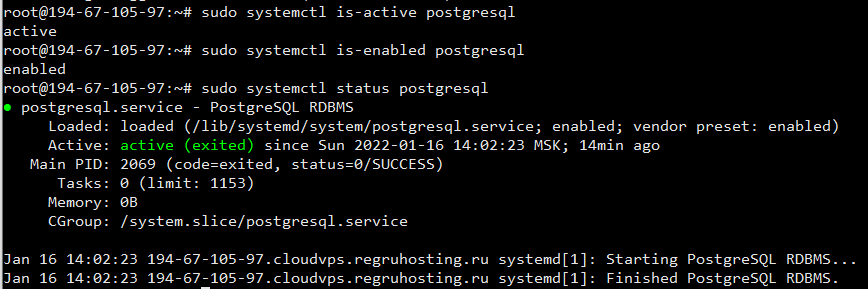 root@194-67-105-97:~# sudo systemctl is-active postgresql
active
root@194-67-105-97:~# sudo systemctl is-enabled postgresql
enabled
root@194-67-105-97:~# sudo systemctl status postgresql
● postgresql.service - PostgreSQL RDBMS
     Loaded: loaded (/lib/systemd/system/postgresql.service; enabled; vendor preset: enabled)
     Active: active (exited) since Sun 2022-01-16 14:02:23 MSK; 14min ago
   Main PID: 2069 (code=exited, status=0/SUCCESS)
      Tasks: 0 (limit: 1153)
     Memory: 0B
     CGroup: /system.slice/postgresql.service

Jan 16 14:02:23 194-67-105-97.cloudvps.regruhosting.ru systemd[1]: Starting PostgreSQL RDBMS...
Jan 16 14:02:23 194-67-105-97.cloudvps.regruhosting.ru systemd[1]: Finished PostgreSQL RDBMS.